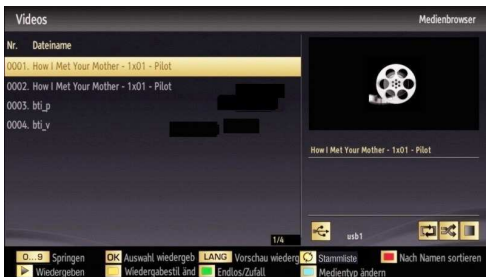 Videos
Medienbrowser
Nr. Dateiname
0001. How I Met Your Mother - 1x01 - Pilot
0002. How I Met Your Mother - 1x01 - Pilot
0003. bti_p
0004. bti_v
How I Met Your Mother - 1x01 - Pilot
1/4
usb1
0...9 Springen OK Auswahl wiedergeb LANG Vorschau wiederg Stammliste Nach Namen sortieren
Wiedergeben Wiedergabestil änd Endlos/Zufall Medientyp ändern